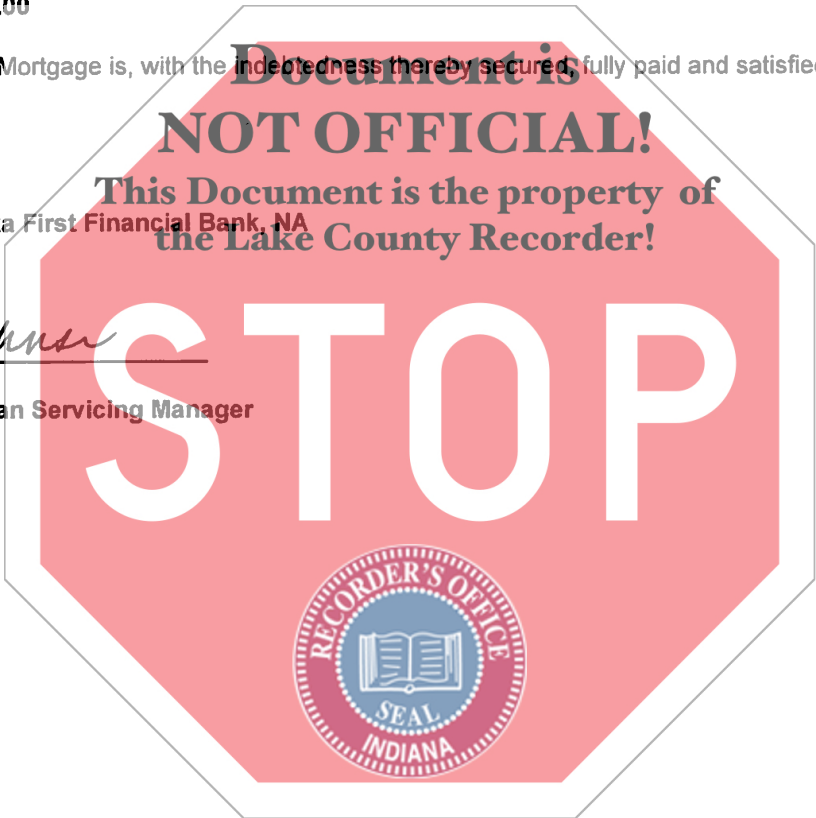 .00
Mortgage is, with the indebtedness thereby secured, fully paid and satisfied
Document is
NOT OFFICIAL!
This Document is the property of
a First Financial Bank, NA
the Lake County Recorder!
STOP
an Servicing Manager
RECORDER'S OFFICE
SEAL
INDIANA